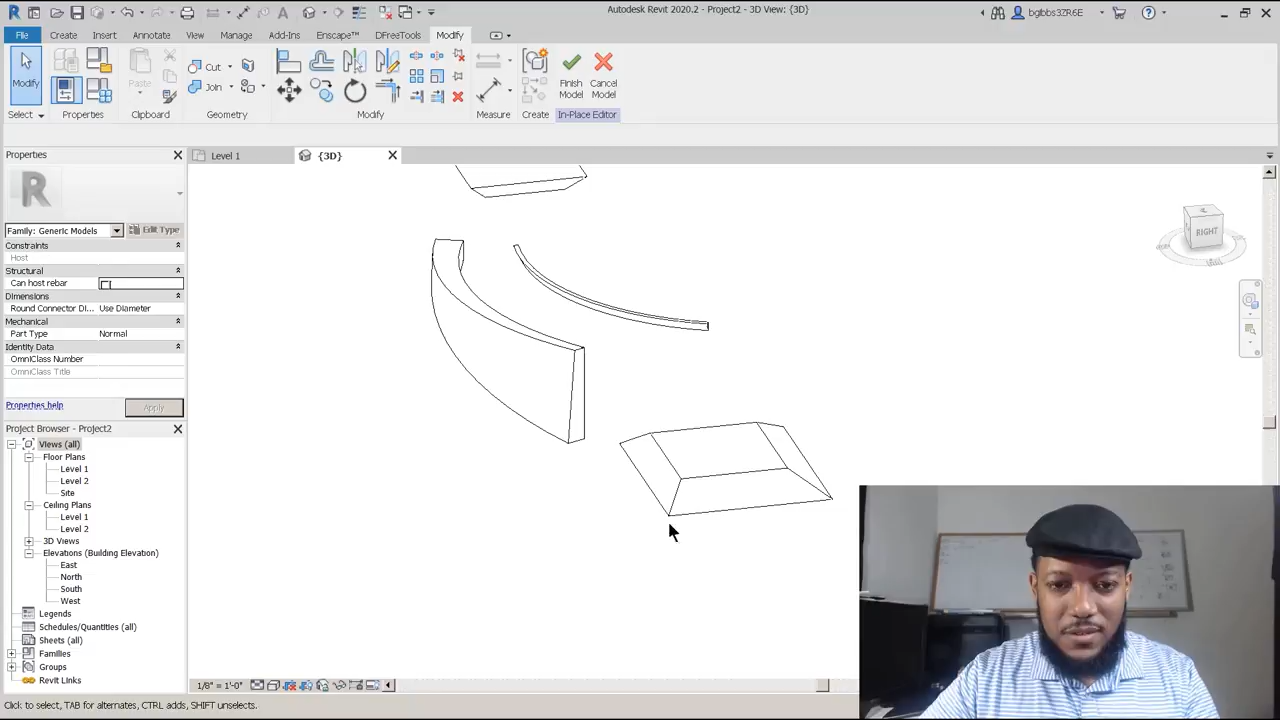 Autodesk Revit 2020.2 - Project2 - 3D View: {3D}
bgibbs3ZR6E
File Create Insert Annotate View Manage Add-Ins Enscape™ DFreeTools Modify
Modify Paste Cut Join Finish Model Cancel Model
Select Properties Clipboard Geometry Modify Measure Create In-Place Editor
Properties
Level 1
{3D}
R
Family: Generic Models
Edit Type
Constraints
Host
Structural
Can host rebar
Dimensions
Round Connector Di... Use Diameter
Mechanical
Part Type Normal
Identity Data
OmniClass Number
OmniClass Title
Properties help
Apply
RIGHT
Project Browser - Project2
Views (all)
Floor Plans
Level 1
Level 2
Site
Ceiling Plans
Level 1
Level 2
3D Views
Elevations (Building Elevation)
East
North
South
West
Legends
Schedules/Quantities (all)
Sheets (all)
Families
Groups
Revit Links
1/8" = 1'-0"
Click to select, TAB for alternates, CTRL adds, SHIFT unselects.